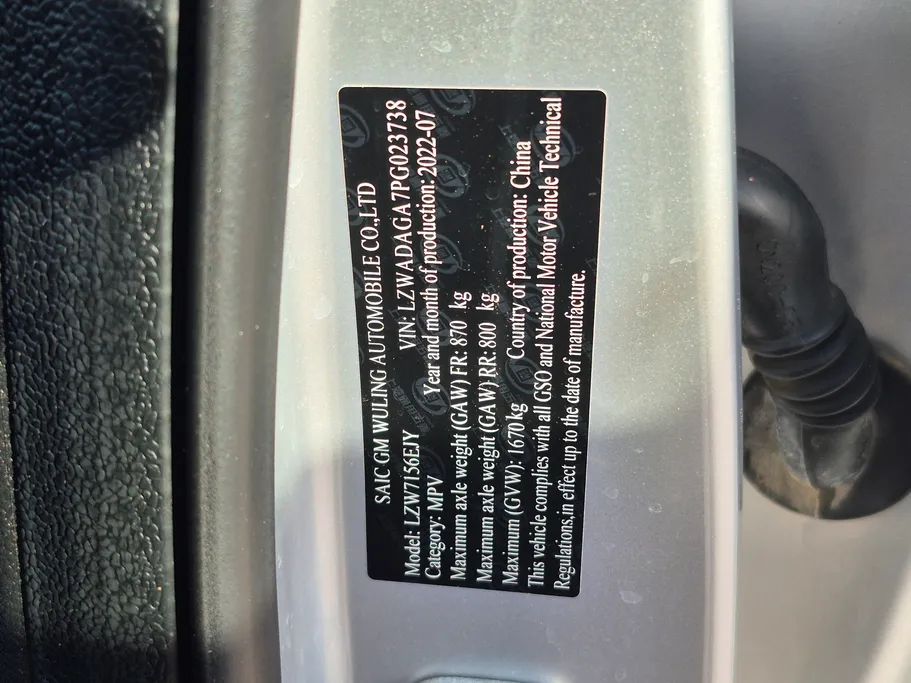 SAIC GM WULING AUTOMOBILE CO.,LTD
Model: LZW7156EJY VIN: LZWADAGA7PG023738
Category: MPV Year and month of production: 2022-07
Maximum axle weight (GAW) FR: 870 kg
Maximum axle weight (GAW) RR: 800 kg
Maximum (GVW): 1670 kg Country of production: China
This vehicle complies with all GSO and National Motor Vehicle Technical
Regulations,in effect up to the date of manufacture.